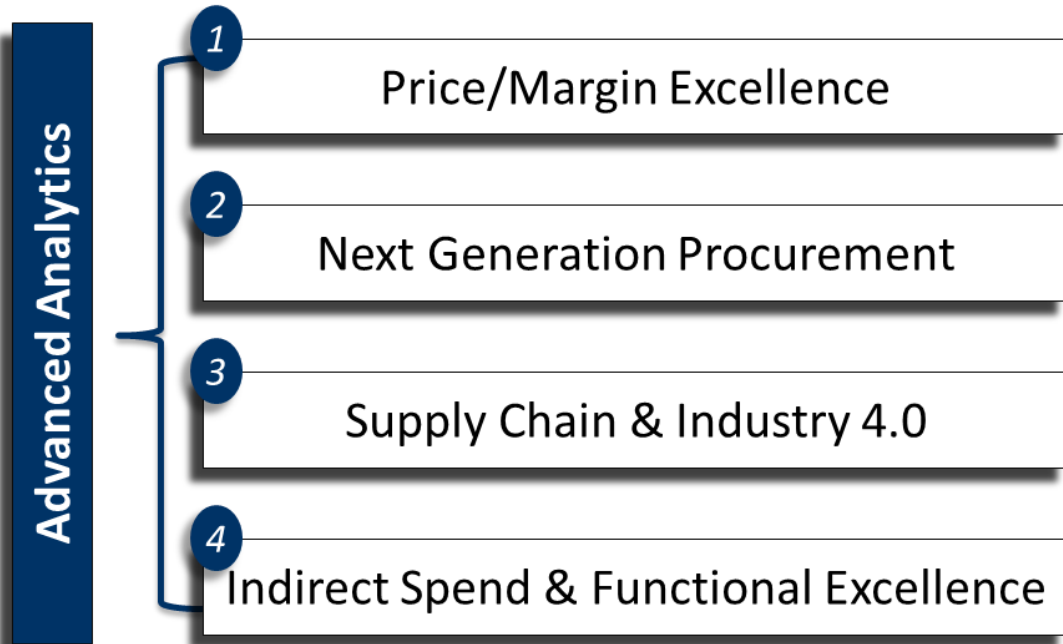 Advanced Analytics
1
Price/Margin Excellence
2
Next Generation Procurement
3
Supply Chain & Industry 4.0
4
Indirect Spend & Functional Excellence